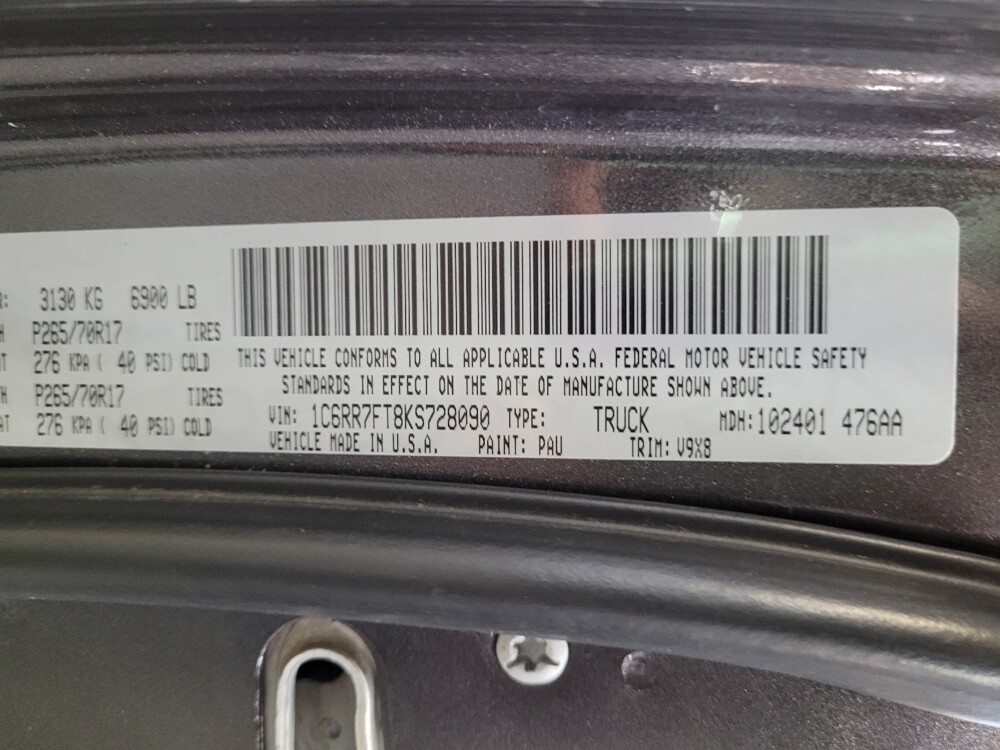 R: 3130 KG 6900 LB
H P265/70R17 TIRES
AT 276 KPA ( 40 PSI) COLD
H P265/70R17 TIRES
AT 276 KPA ( 40 PSI) COLD
THIS VEHICLE CONFORMS TO ALL APPLICABLE U.S.A. FEDERAL MOTOR VEHICLE SAFETY
STANDARDS IN EFFECT ON THE DATE OF MANUFACTURE SHOWN ABOVE.
VIN: 1C6RR7FT8KS728090 TYPE: TRUCK MDH:102401 476AA
VEHICLE MADE IN U.S.A. PAINT: PAU TRIM: V9X8